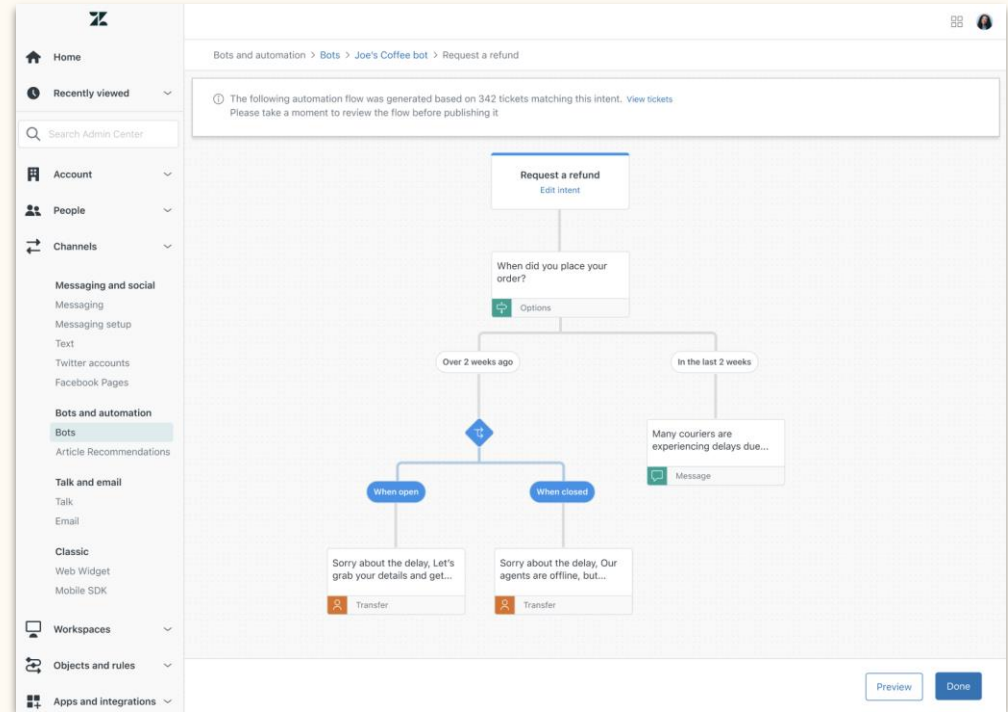 Home
Recently viewed
Search Admin Center
Account
People
Channels
Messaging and social
Messaging
Messaging setup
Text
Twitter accounts
Facebook Pages
Bots and automation
Bots
Article Recommendations
Talk and email
Talk
Email
Classic
Web Widget
Mobile SDK
Workspaces
Objects and rules
Apps and integrations
Bots and automation > Bots > Joe's Coffee bot > Request a refund
The following automation flow was generated based on 342 tickets matching this intent. View tickets
Please take a moment to review the flow before publishing it
Request a refund
Edit intent
When did you place your
order?
Options
Over 2 weeks ago
In the last 2 weeks
Many couriers are
experiencing delays due...
Message
When open
When closed
Sorry about the delay, Let's
grab your details and get...
Transfer
Sorry about the delay, Our
agents are offline, but...
Transfer
Preview
Done